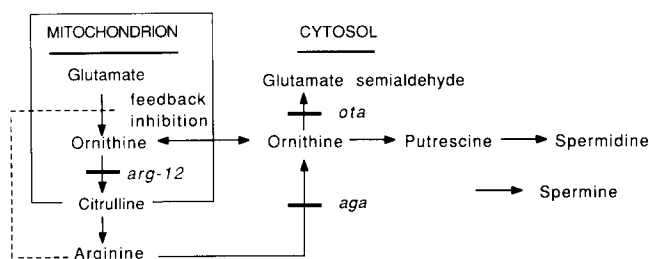 MITOCHONDRION CYTOSOL
Glutamate Glutamate semialdehyde
feedback ota
inhibition
Ornithine Ornithine Putrescine Spermidine
arg-12
Citrulline aga Spermine
Arginine